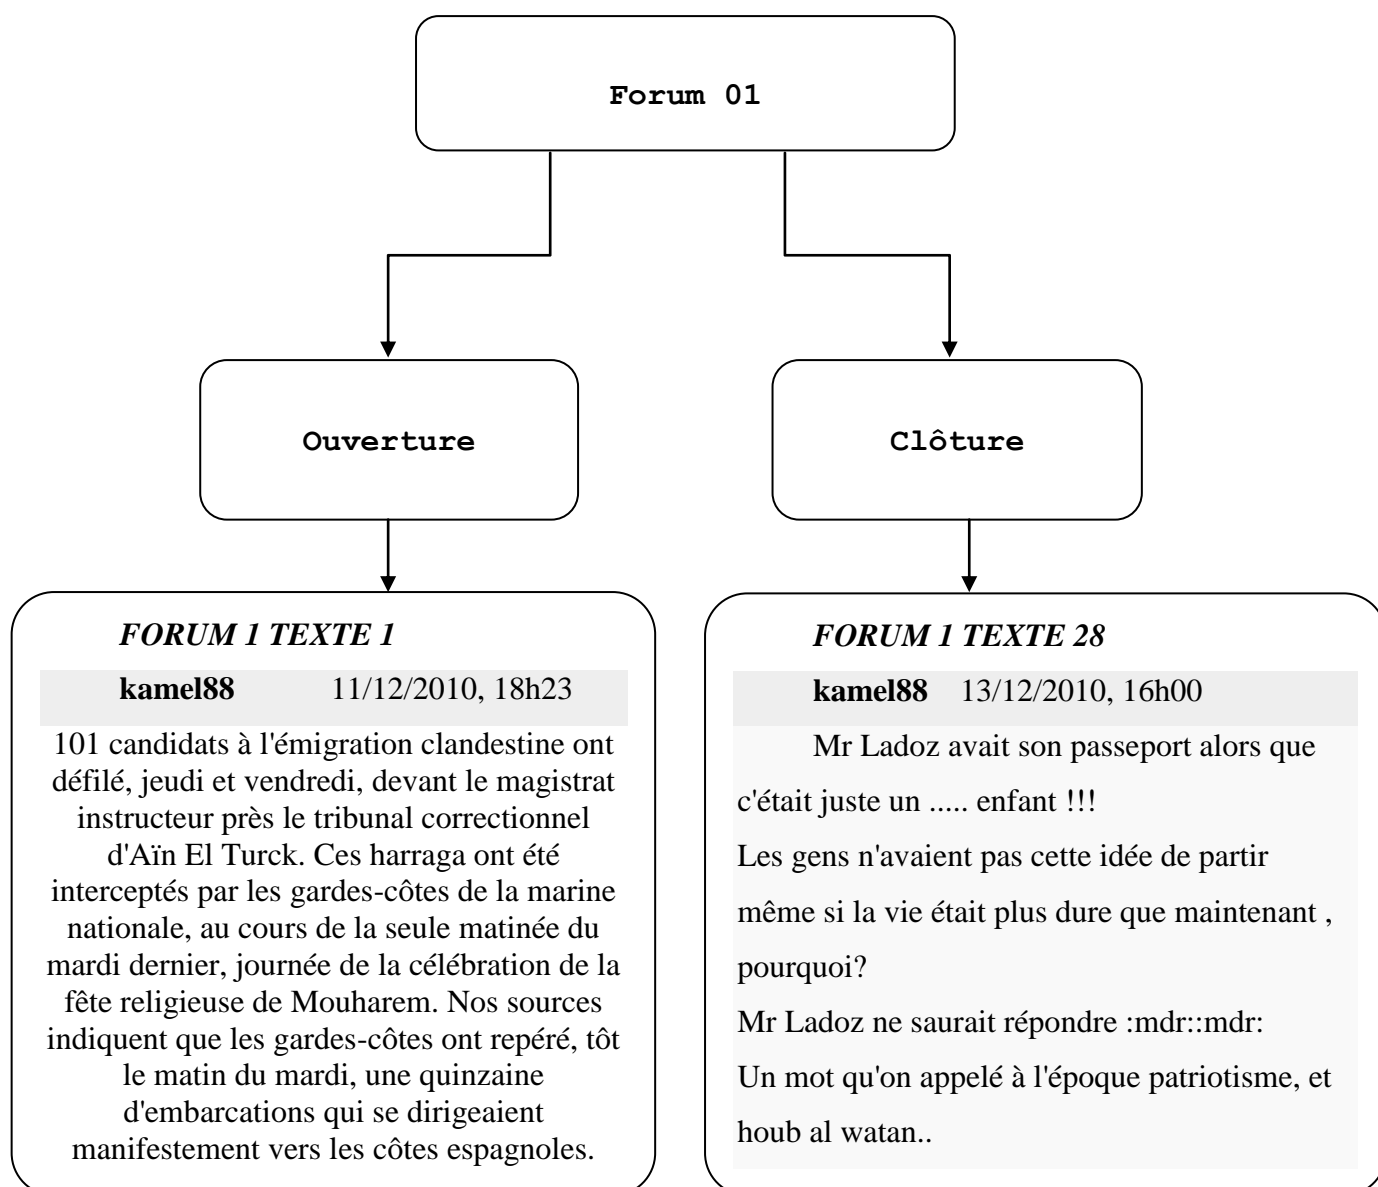 Forum 01
Ouverture
Clôture
FORUM 1 TEXTE 1
kamel88 11/12/2010, 18h23
101 candidats à l'émigration clandestine ont
défilé, jeudi et vendredi, devant le magistrat
instructeur près le tribunal correctionnel
d'Aïn El Turck. Ces harraga ont été
interceptés par les gardes-côtes de la marine
nationale, au cours de la seule matinée du
mardi dernier, journée de la célébration de la
fête religieuse de Mouharem. Nos sources
indiquent que les gardes-côtes ont repéré, tôt
le matin du mardi, une quinzaine
d'embarcations qui se dirigeaient
manifestement vers les côtes espagnoles.
FORUM 1 TEXTE 28
kamel88 13/12/2010, 16h00
Mr Ladoz avait son passeport alors que
c'était juste un ..... enfant !!!
Les gens n'avaient pas cette idée de partir
même si la vie était plus dure que maintenant ,
pourquoi?
Mr Ladoz ne saurait répondre :mdr::mdr:
Un mot qu'on appelé à l'époque patriotisme, et
houb al watan..